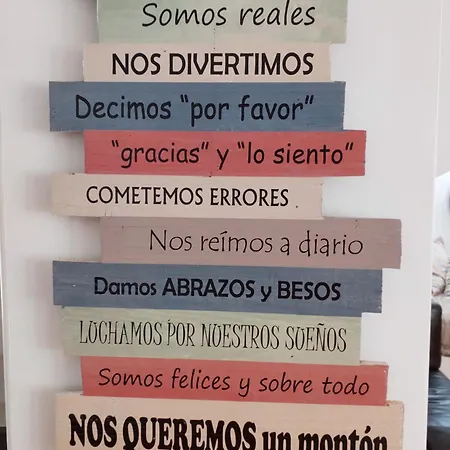 Somos reales
NOS DIVERTIMOS
Decimos "por favor"
"gracias" y "lo siento"
COMETEMOS ERRORES
Nos reímos a diario
Damos ABRAZOS y BESOS
LUCHAMOS POR NUESTROS SUEÑOS
Somos felices y sobre todo
NOS QUEREMOS un montón